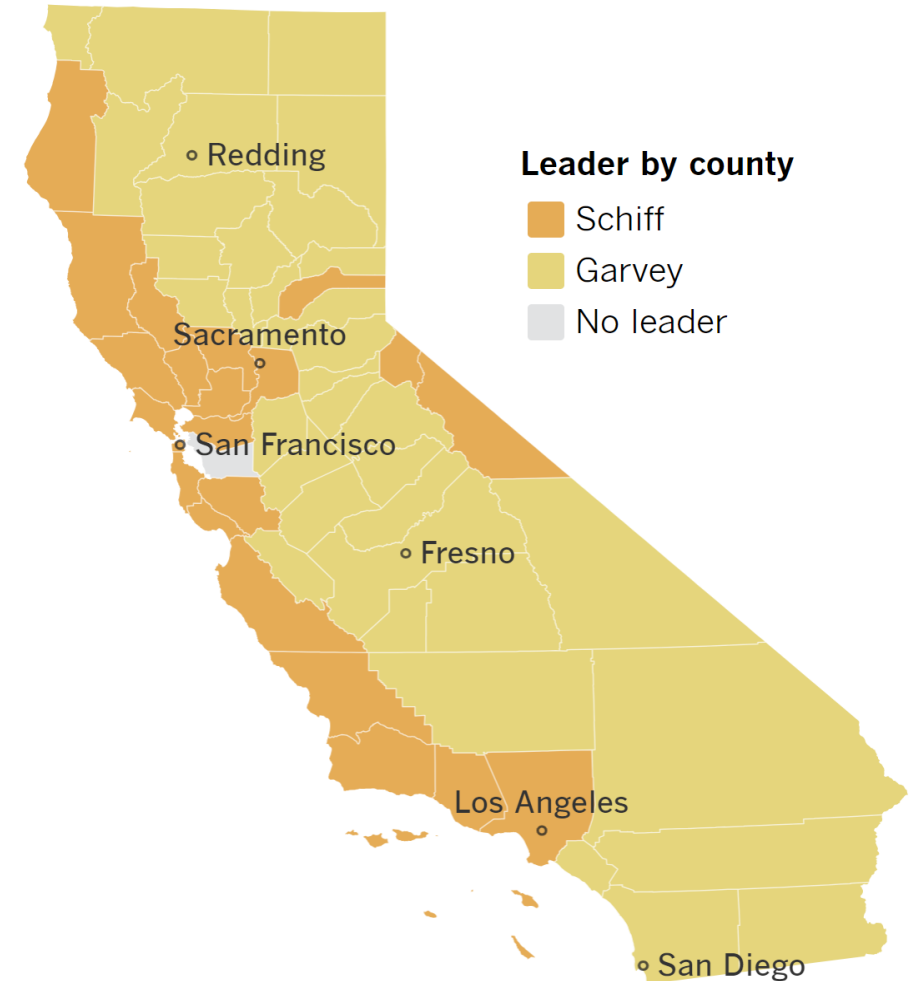 Redding
Leader by county
Schiff
Garvey
No leader
Sacramento
San Francisco
Fresno
Los Angeles
San Diego